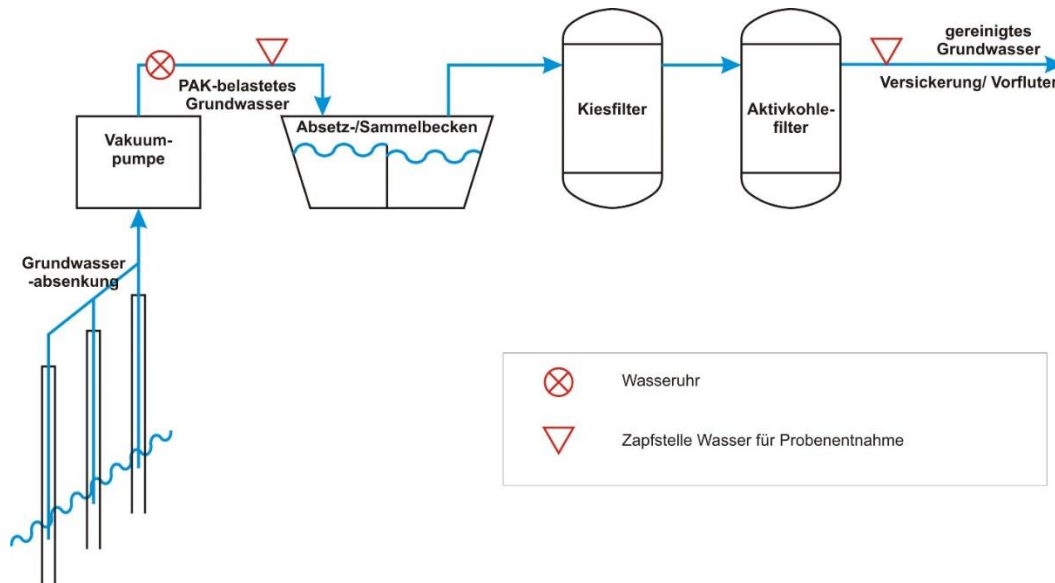 PAK-belastetes
Grundwasser
Vakuum-
pumpe
Absetz-/Sammelbecken
Kiesfilter
Aktivkohle-
filter
gereinigtes
Grundwasser
Versickerung/ Vorfluter
Grundwasser
-absenkung
Wasseruhr
Zapfstelle Wasser für Probenentnahme